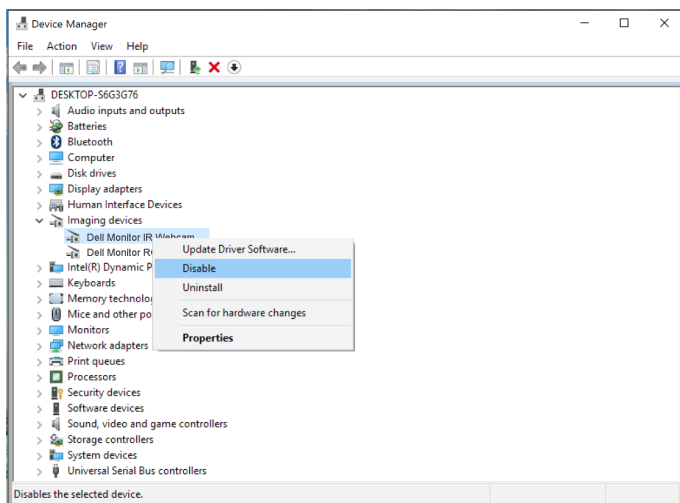 Device Manager
File Action View Help
DESKTOP-S6G3G76
Audio inputs and outputs
Batteries
Bluetooth
Computer
Disk drives
Display adapters
Human Interface Devices
Imaging devices
Dell Monitor IR Webcam
Dell Monitor
Intel(R) Dynamic
Keyboards
Memory
Mice and other
Monitors
Network adapters
Print queues
Processors
Security devices
Software devices
Sound, video and game controllers
Storage controllers
System devices
Universal Serial Bus controllers
Update Driver Software...
Disable
Uninstall
Scan for hardware changes
Properties
Disables the selected device.